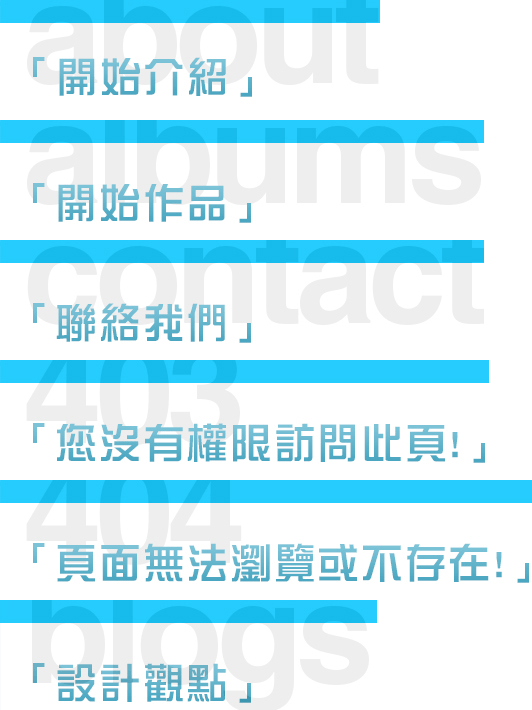 about
「開始介紹」
albums
「開始作品」
contact
「聯絡我們」
403
「您沒有權限訪問此頁!」
404
「頁面無法瀏覽或不存在!」
blogs
「設計觀點」